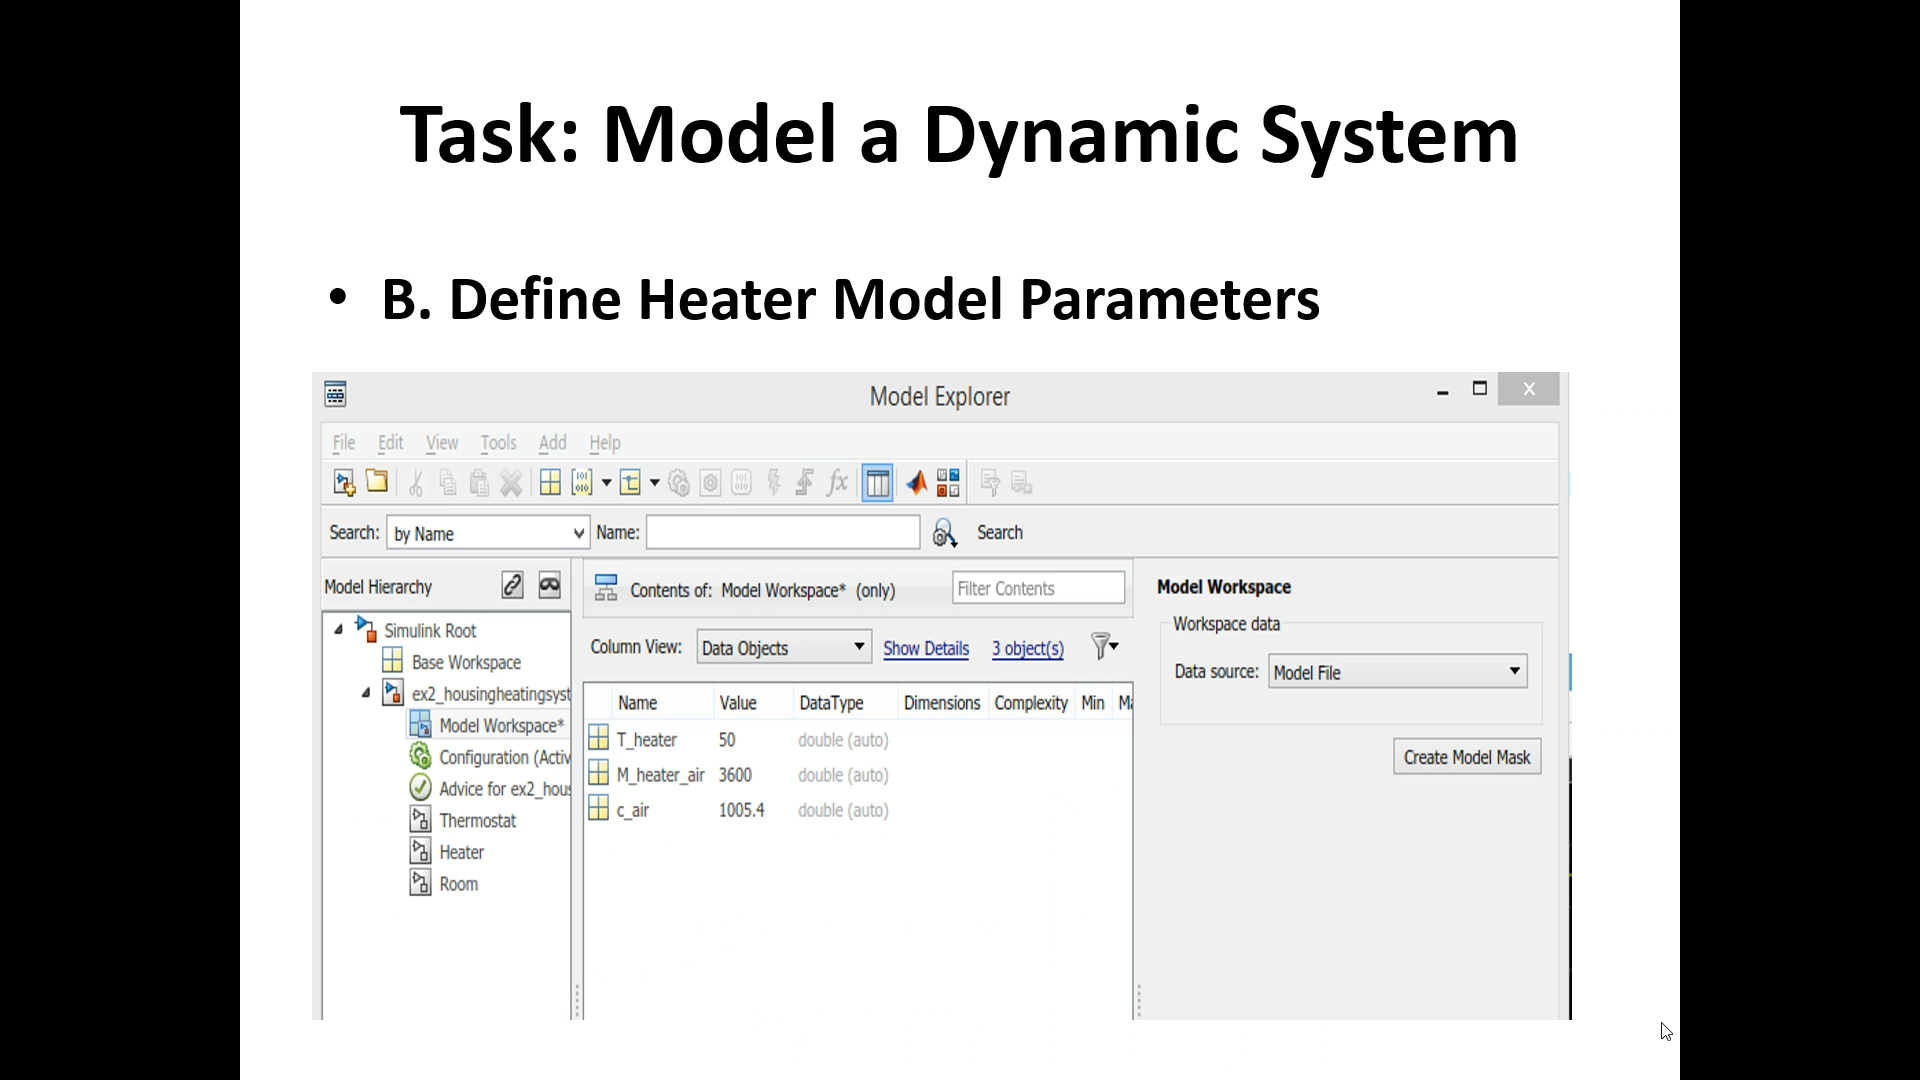 Task: Model a Dynamic System
• B. Define Heater Model Parameters
Model Explorer
X
File Edit View Tools Add Help
fx
Search: by Name Name: Search
Model Hierarchy
Contents of: Model Workspace* (only) Filter Contents
Model Workspace
Workspace data
Simulink Root
Column View: Data Objects Show Details 3 object(s)
Data source: Model File
Base Workspace
ex2_housingheatingsyst
Name Value DataType Dimensions Complexity Min Ma
Model Workspace*
T_heater 50 double (auto)
Configuration (Activ
M_heater_air 3600 double (auto)
Create Model Mask
Advice for ex2_hous
c_air 1005.4 double (auto)
Thermostat
Heater
Room